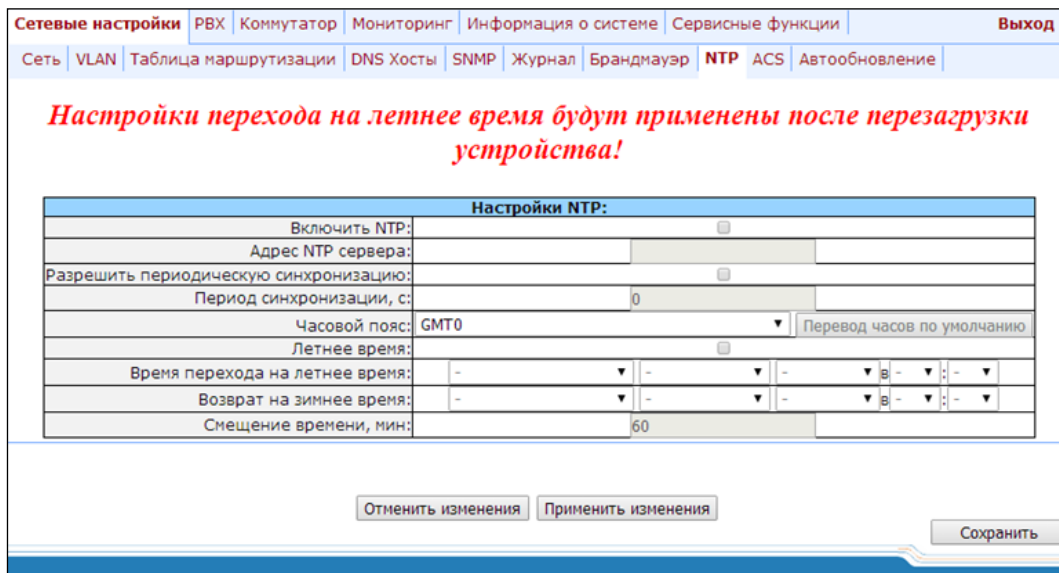 Сетевые настройки PBX Коммутатор Мониторинг Информация о системе Сервисные функции Выход
Сеть VLAN Таблица маршрутизации DNS Хосты SNMP Журнал Брандмауэр NTP ACS Автообновление
Настройки перехода на летнее время будут применены после перезагрузки
устройства!
Настройки NTP:
Включить NTP:
Адрес NTP сервера:
Разрешить периодическую синхронизацию:
Период синхронизации, с: 0
Часовой пояс: GMT0 Перевод часов по умолчанию
Летнее время:
Время перехода на летнее время: - - - в - : -
Возврат на зимнее время: - - - в - : -
Смещение времени, мин: 60
Отменить изменения Применить изменения
Сохранить